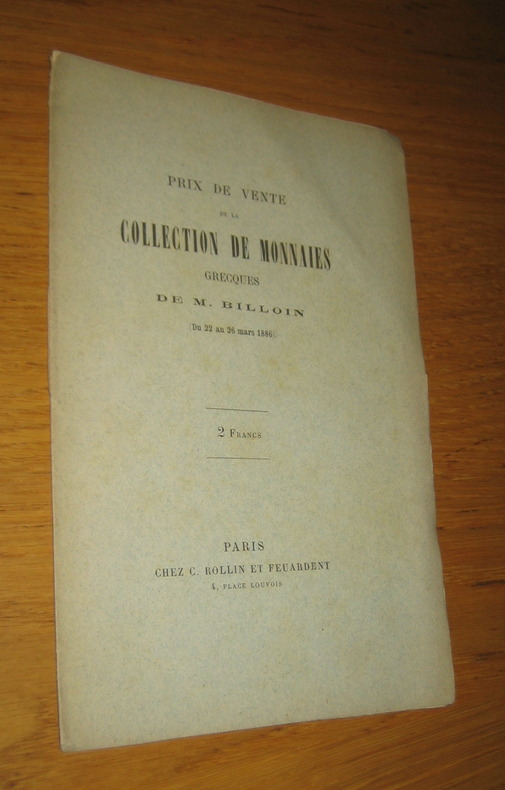 PRIX DE VENTE
DE LA
COLLECTION DE MONNAIES
GRECQUES
DE M. BILLOIN
(Du 22 au 26 mars 1886)
2 FRANCS
PARIS
CHEZ C. ROLLIN ET FEUARDENT
4, PLACE LOUVOIS